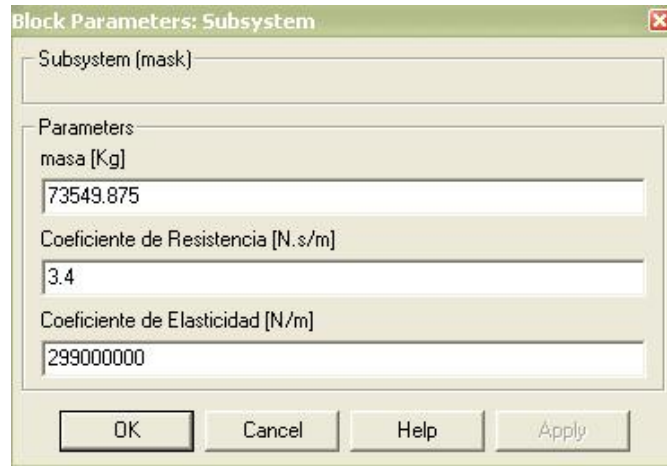 Block Parameters: Subsystem
Subsystem (mask)
Parameters
masa [Kg]
73549.875
Coeficiente de Resistencia [N.s/m]
3.4
Coeficiente de Elasticidad [N/m]
299000000
OK Cancel Help Apply